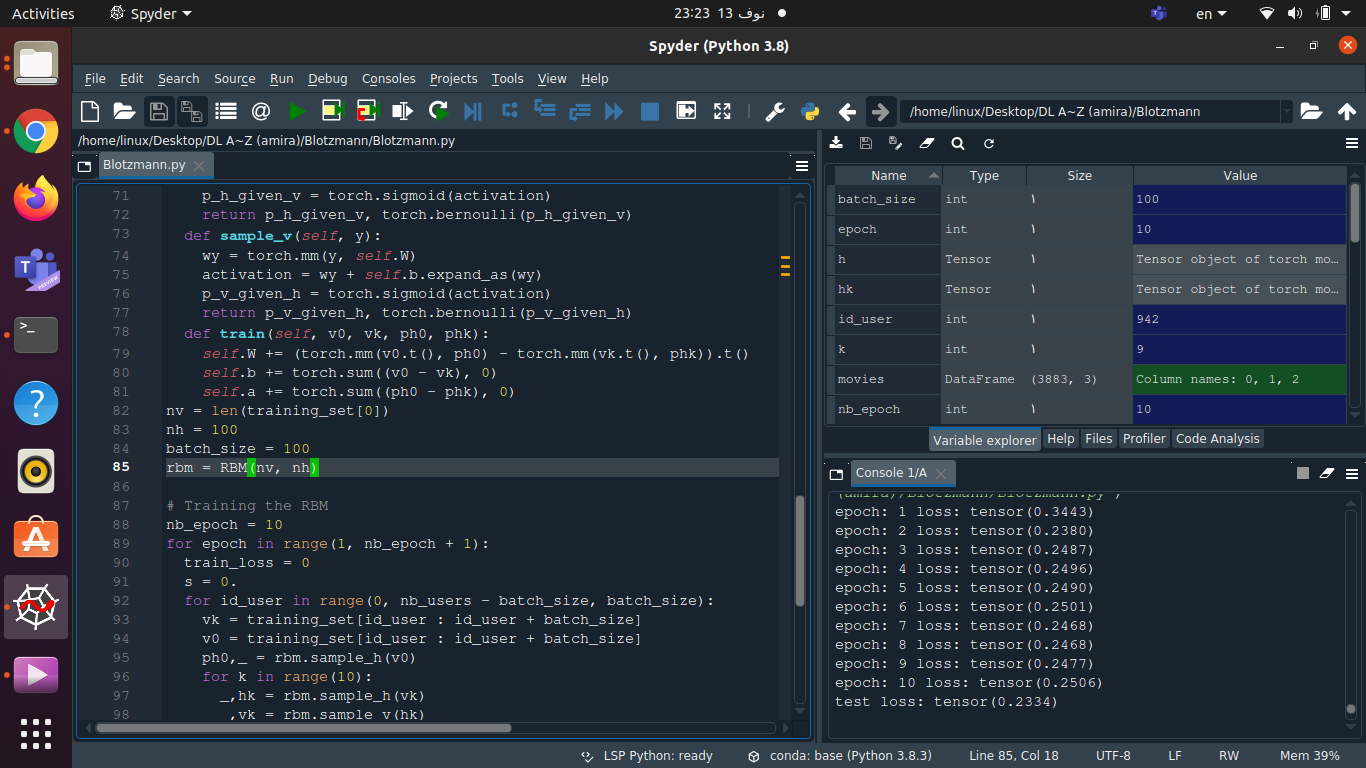 Activities
Spyder
23:23 13 نوف
en
Spyder (Python 3.8)
File Edit Search Source Run Debug Consoles Projects Tools View Help
/home/linux/Desktop/DL A~Z (amira)/Blotzmann
/home/linux/Desktop/DL A~Z (amira)/Blotzmann/Blotzmann.py
Blotzmann.py
71 p_h_given_v = torch.sigmoid(activation)
72 return p_h_given_v, torch.bernoulli(p_h_given_v)
73 def sample_v(self, y):
74 wy = torch.mm(y, self.W)
75 activation = wy + self.b.expand_as(wy)
76 p_v_given_h = torch.sigmoid(activation)
77 return p_v_given_h, torch.bernoulli(p_v_given_h)
78 def train(self, v0, vk, ph0, phk):
79 self.W += (torch.mm(v0.t(), ph0) - torch.mm(vk.t(), phk)).t()
80 self.b += torch.sum((v0 - vk), 0)
81 self.a += torch.sum((ph0 - phk), 0)
82 nv = len(training_set[0])
83 nh = 100
84 batch_size = 100
85 rbm = RBM(nv, nh)
86
87 # Training the RBM
88 nb_epoch = 10
89 for epoch in range(1, nb_epoch + 1):
90 train_loss = 0
91 s = 0.
92 for id_user in range(0, nb_users - batch_size, batch_size):
93 vk = training_set[id_user : id_user + batch_size]
94 v0 = training_set[id_user : id_user + batch_size]
95 ph0,_ = rbm.sample_h(v0)
96 for k in range(10):
97 _,hk = rbm.sample_h(vk)
98 _,vk = rbm.sample_v(hk)
Name Type Size Value
batch_size int ١ 100
epoch int ١ 10
h Tensor ١ Tensor object of torch mo...
hk Tensor ١ Tensor object of torch mo...
id_user int ١ 942
k int ١ 9
movies DataFrame (3883, 3) Column names: 0, 1, 2
nb_epoch int ١ 10
Variable explorer Help Files Profiler Code Analysis
Console 1/A
(amira)/Blotzmann/Blotzmann.py')
epoch: 1 loss: tensor(0.3443)
epoch: 2 loss: tensor(0.2380)
epoch: 3 loss: tensor(0.2487)
epoch: 4 loss: tensor(0.2496)
epoch: 5 loss: tensor(0.2490)
epoch: 6 loss: tensor(0.2501)
epoch: 7 loss: tensor(0.2468)
epoch: 8 loss: tensor(0.2468)
epoch: 9 loss: tensor(0.2477)
epoch: 10 loss: tensor(0.2506)
test loss: tensor(0.2334)
LSP Python: ready conda: base (Python 3.8.3) Line 85, Col 18 UTF-8 LF RW Mem 39%